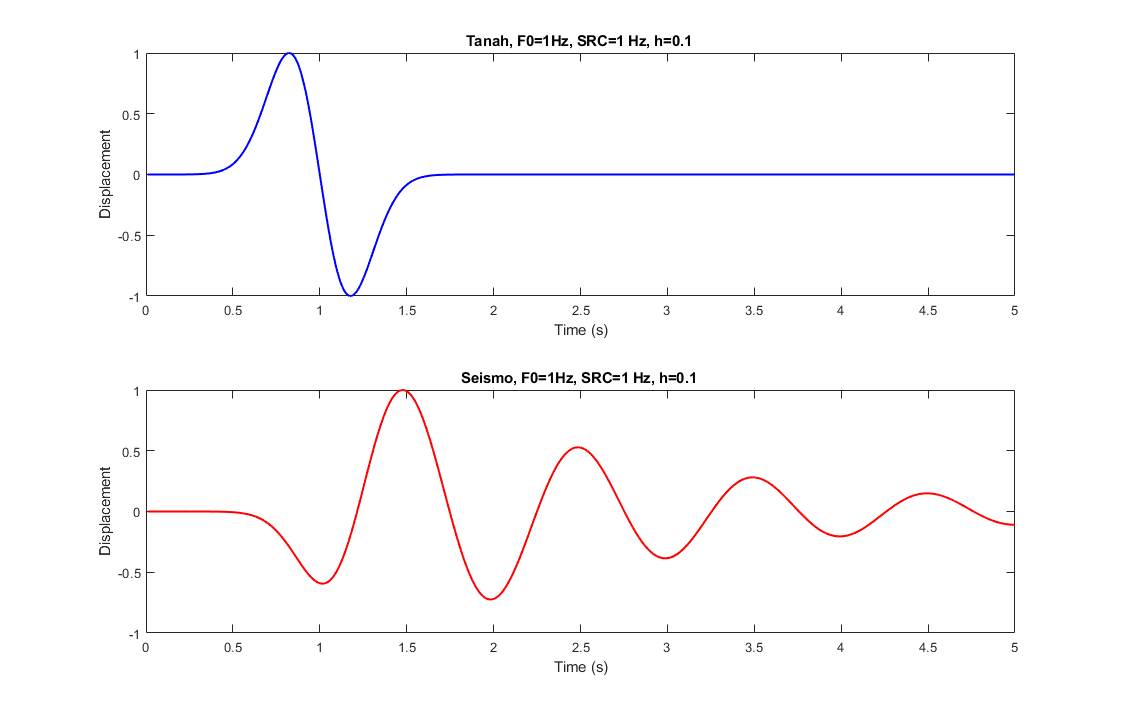 Tanah, F0=1Hz, SRC=1 Hz, h=0.1
1
0.5
0
-0.5
-1
Displacement
0 0.5 1 1.5 2 2.5 3 3.5 4 4.5 5
Time (s)
Seismo, F0=1Hz, SRC=1 Hz, h=0.1
1
0.5
0
-0.5
-1
Displacement
0 0.5 1 1.5 2 2.5 3 3.5 4 4.5 5
Time (s)